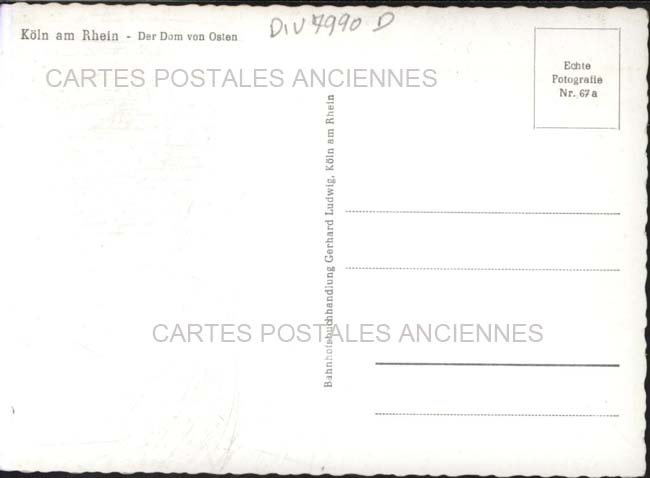 Köln am Rhein - Der Dom von Osten
DIV 7990 D
CARTES POSTALES ANCIENNES
Echte
Fotografie
Nr. 67a
Bahnhofsbuchhandlung Gerhard Ludwig, Köln am Rhein
CARTES POSTALES ANCIENNES